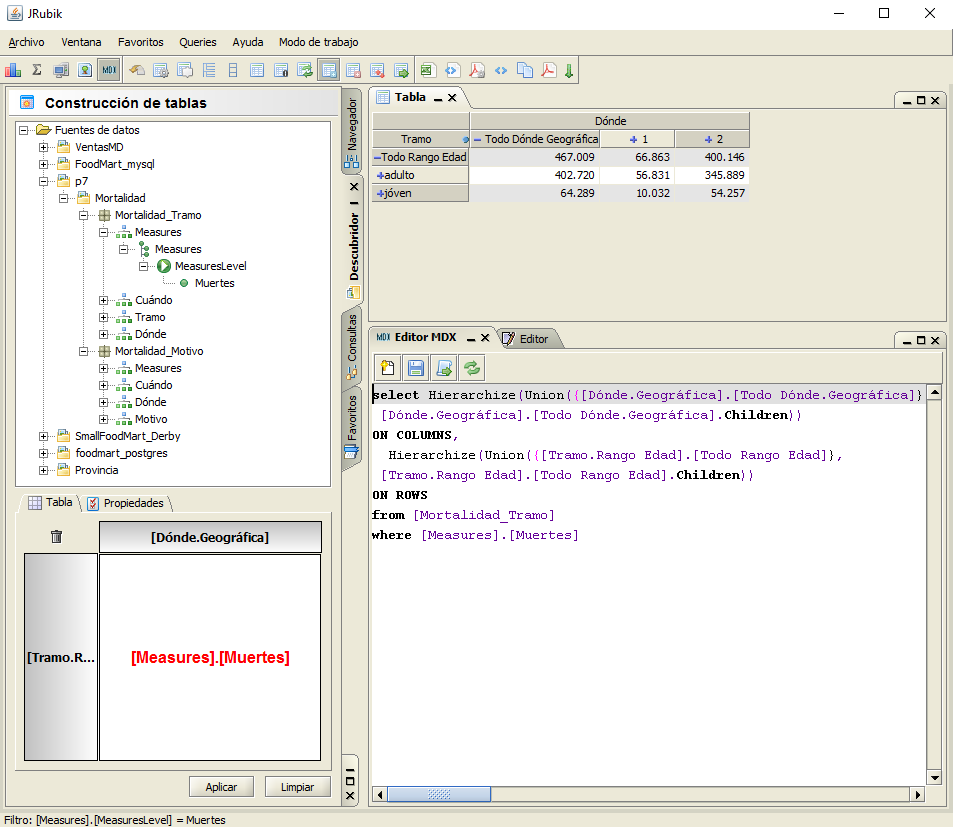 JRubik
Archivo Ventana Favoritos Queries Ayuda Modo de trabajo
MDX
Construcción de tablas
Fuentes de datos
VentasMD
FoodMart_mysql
p7
Mortalidad
Mortalidad_Tramo
Measures
Measures
MeasuresLevel
Muertes
Cuándo
Tramo
Dónde
Mortalidad_Motivo
Measures
Cuándo
Dónde
Motivo
SmallFoodMart_Derby
foodmart_postgres
Provincia
Tabla Propiedades
[Dónde.Geográfica]
[Tramo.R... [Measures].[Muertes]
Aplicar Limpiar
Navegador
Descubridor
Consultas
Favoritos
Tabla
Dónde
Tramo Todo Dónde Geográfica 1 2
Todo Rango Edad 467.009 66.863 400.146
adulto 402.720 56.831 345.889
jóven 64.289 10.032 54.257
MDX Editor MDX Editor
select Hierarchize(Union({[Dónde.Geográfica].[Todo Dónde.Geográfica]}
[Dónde.Geográfica].[Todo Dónde.Geográfica].Children))
ON COLUMNS,
Hierarchize(Union({[Tramo.Rango Edad].[Todo Rango Edad]},
[Tramo.Rango Edad].[Todo Rango Edad].Children))
ON ROWS
from [Mortalidad_Tramo]
where [Measures].[Muertes]
Filtro: [Measures].[MeasuresLevel] = Muertes